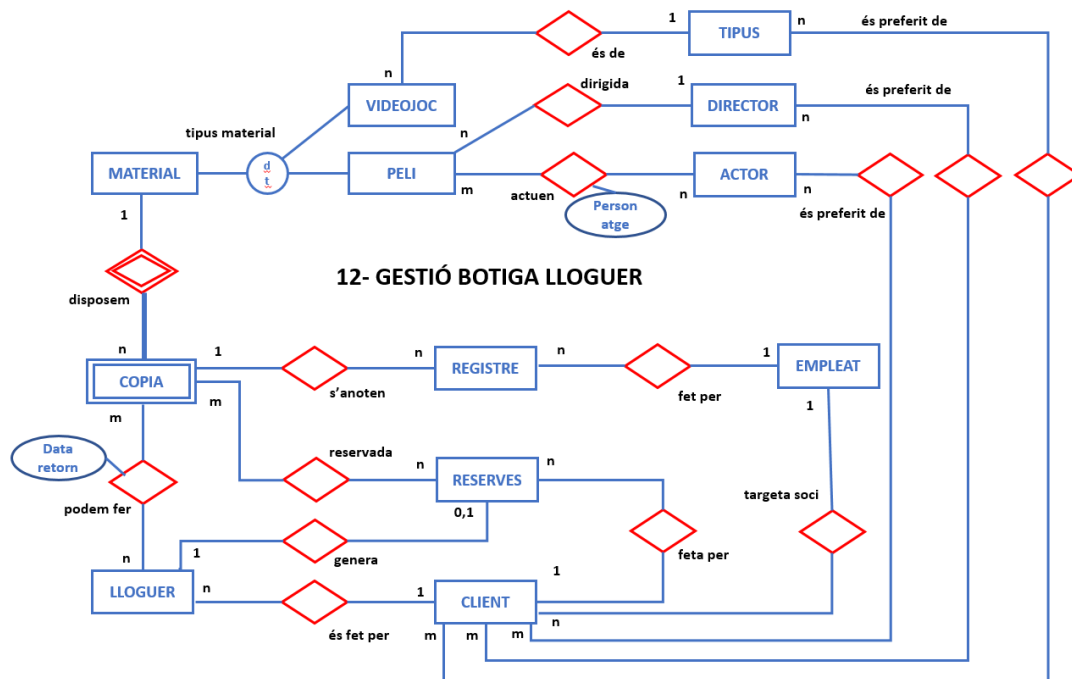 1
n
és preferit de
TIPUS
és de
n
dirigida
1
és preferit de
VIDEOJOC
DIRECTOR
n
tipus material
n
d
t
MATERIAL
PELI
ACTOR
m
actuen
n
n
Person
atge
és preferit de
1
12- GESTIÓ BOTIGA LLOGUER
disposem
n
1
n
n
1
COPIA
REGISTRE
EMPLEAT
s'anoten
fet per
m
m
1
Data
retorn
reservada
n
n
RESERVES
podem fer
0,1
targeta soci
n
1
genera
feta per
LLOGUER
n
1
1
CLIENT
n
és fet per
m
m
m